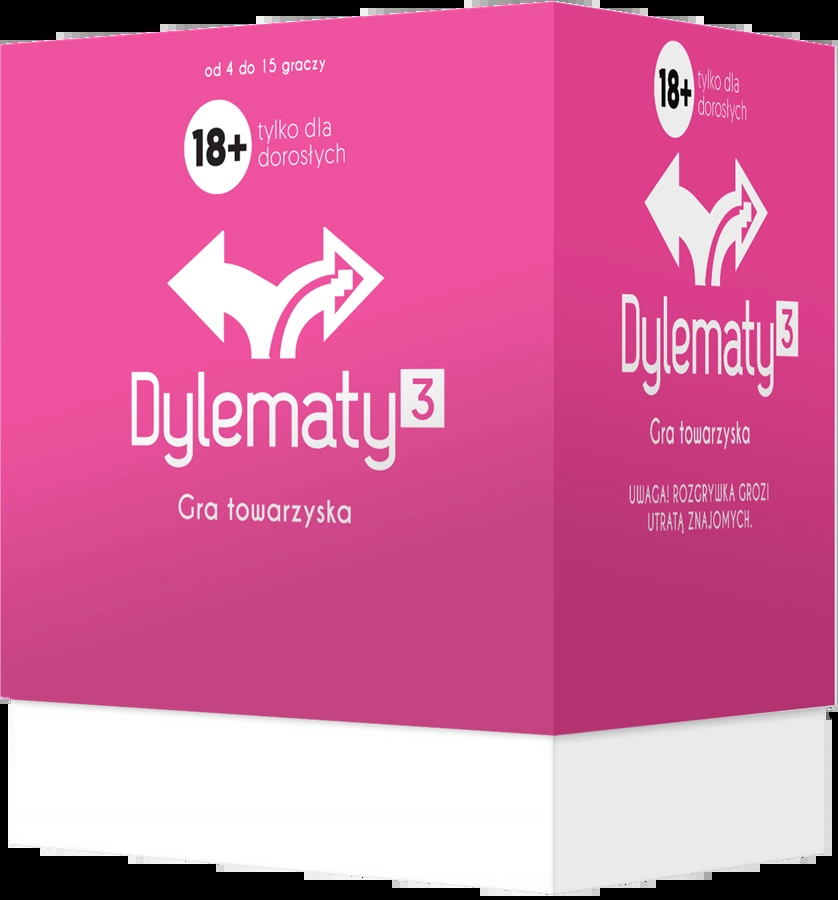 od 4 do 15 graczy
18+ tylko dla
dorosłych
Dylematy 3
Gra towarzyska
18+ tylko dla
dorosłych
Dylematy 3
Gra towarzyska
UWAGA! ROZGRYWKA GROZI
UTRATĄ ZNAJOMYCH.